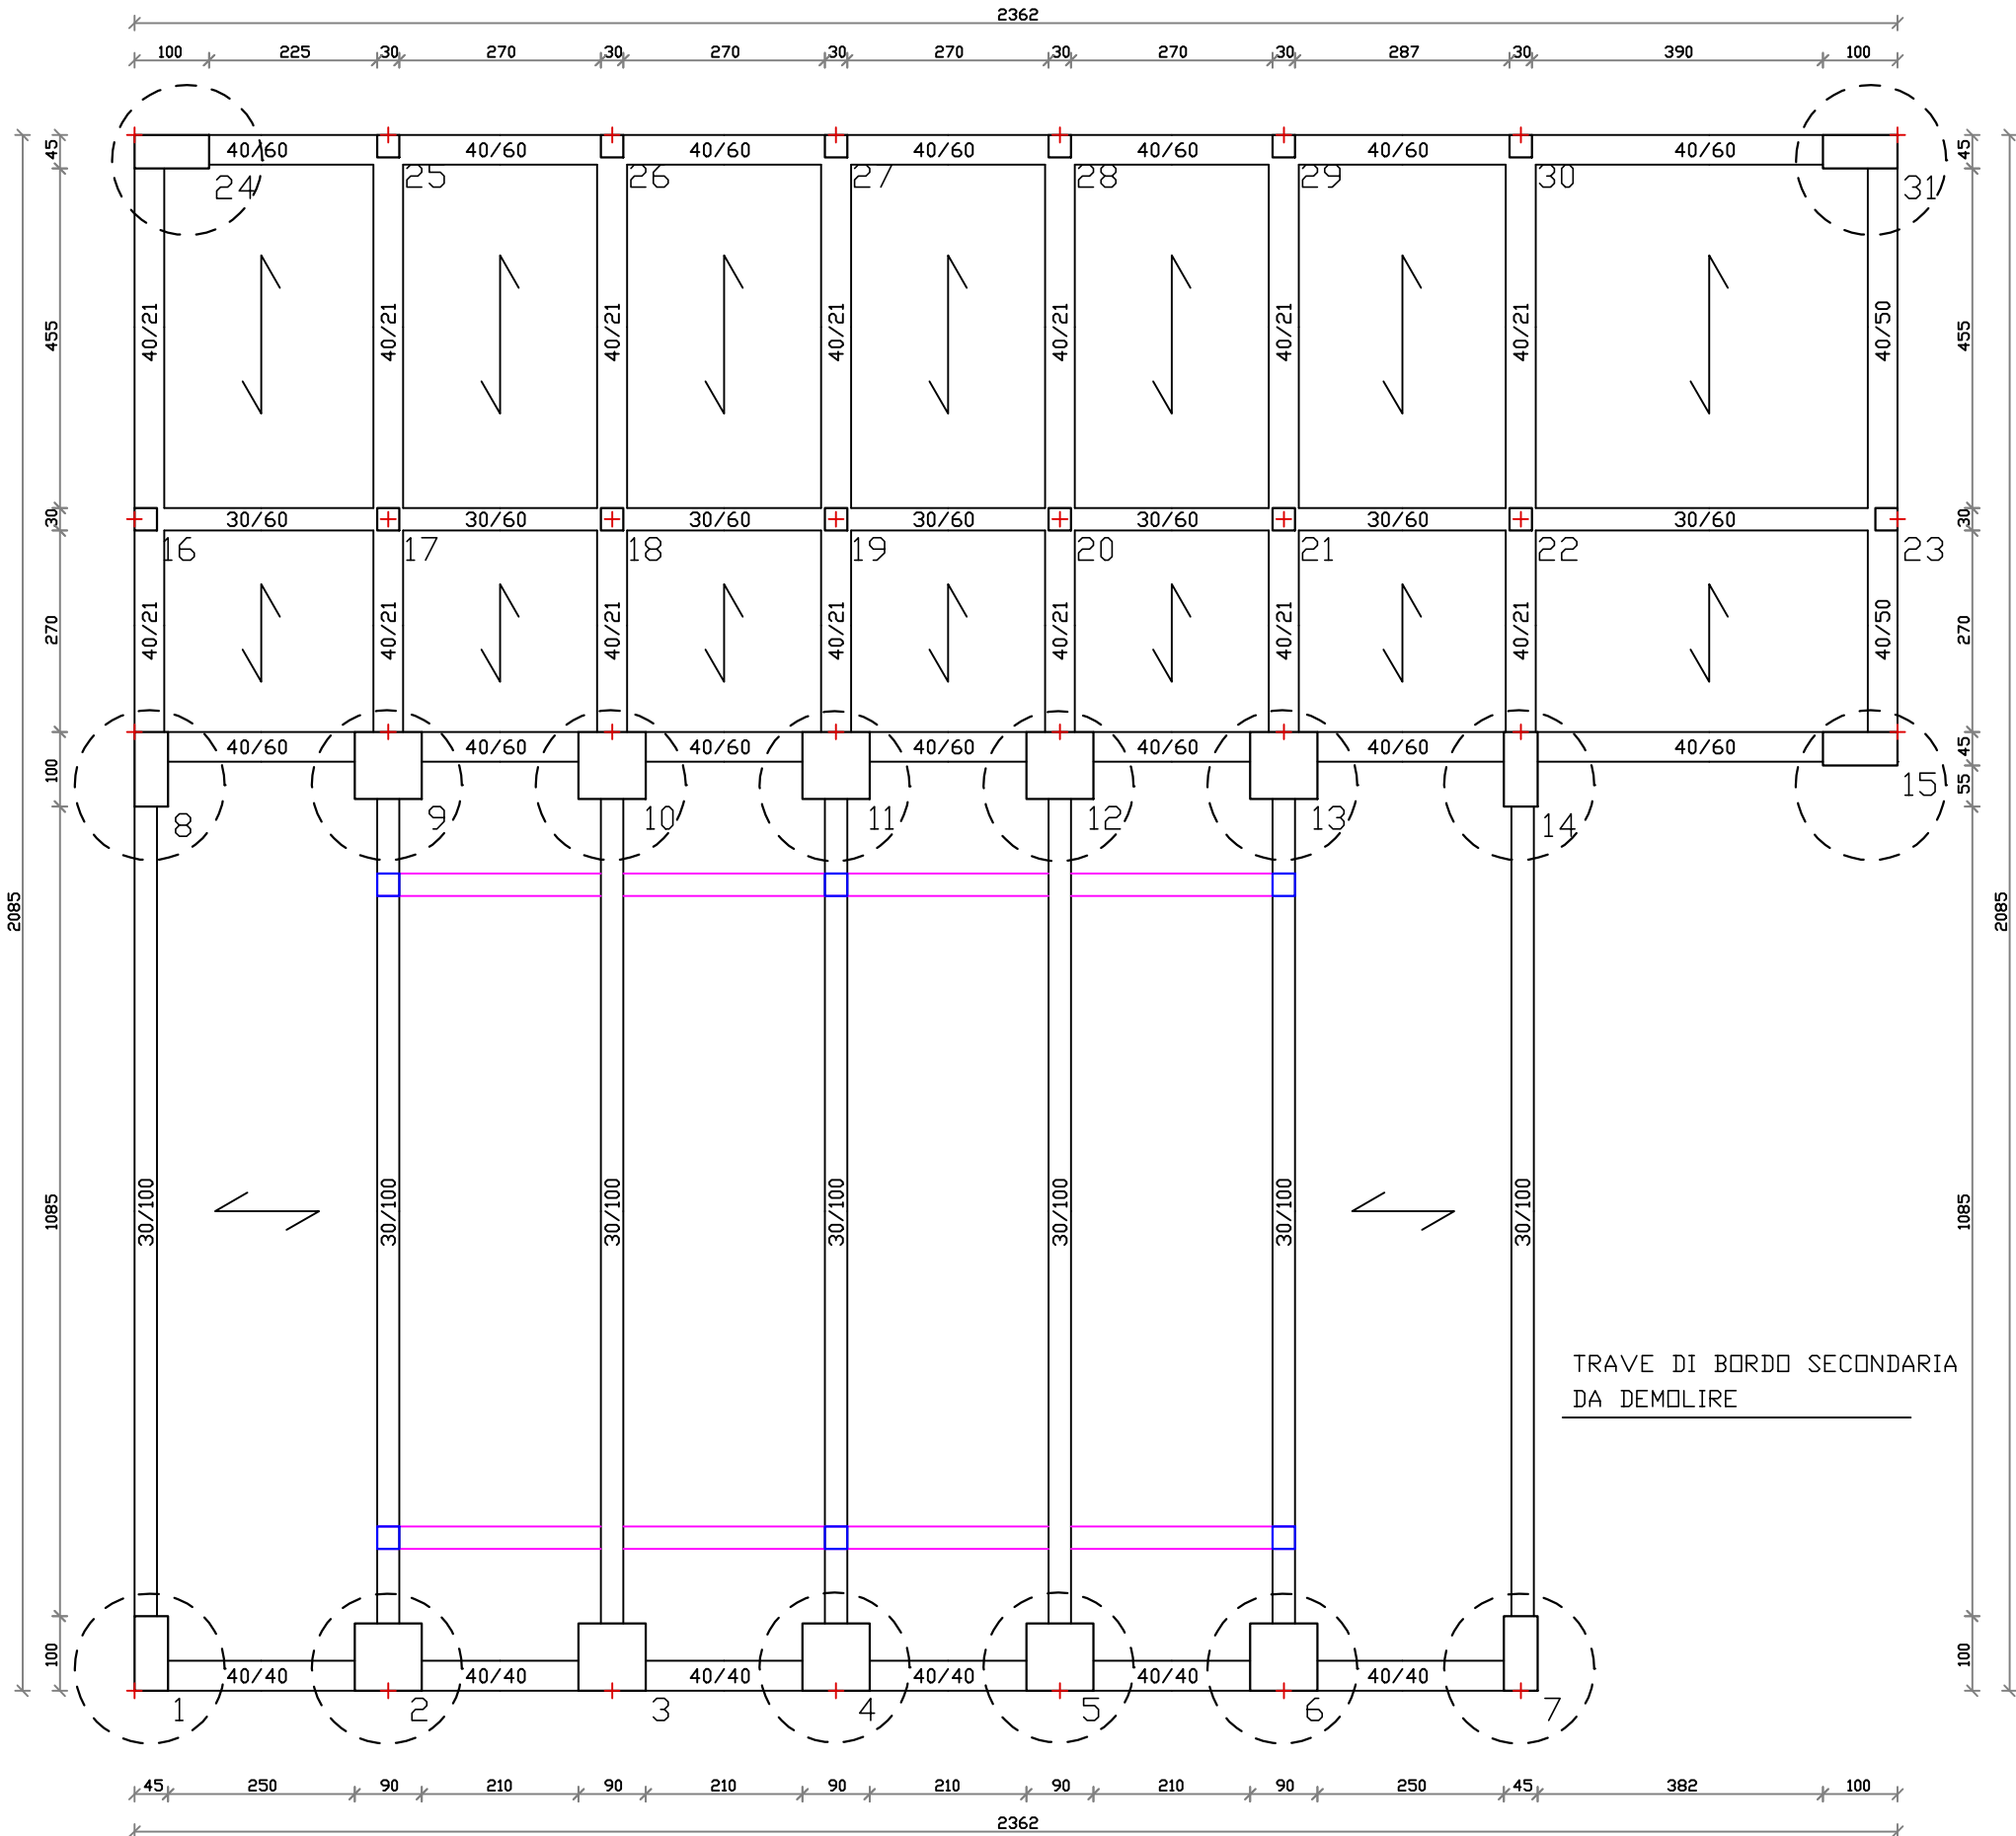 2362
100 225 30 270 30 270 30 270 30 270 30 287 30 390 100
45 40/60 40/60 40/60 40/60 40/60 40/60 40/60 45
24 25 26 27 28 29 30 31
455 40/21 40/21 40/21 40/21 40/21 40/21 40/21 40/50 455
30 30/60 30/60 30/60 30/60 30/60 30/60 30/60 30
16 17 18 19 20 21 22 23
270 40/21 40/21 40/21 40/21 40/21 40/21 40/21 40/50 270
40/60 40/60 40/60 40/60 40/60 40/60 40/60 45
100 55
8 9 10 11 12 13 14 15
2085 2085
1085 30/100 30/100 30/100 30/100 30/100 30/100 30/100 1085
TRAVE DI BORDO SECONDARIA
DA DEMOLIRE
100 40/40 40/40 40/40 40/40 40/40 40/40 100
1 2 3 4 5 6 7
45 250 90 210 90 210 90 210 90 210 90 250 45 382 100
2362